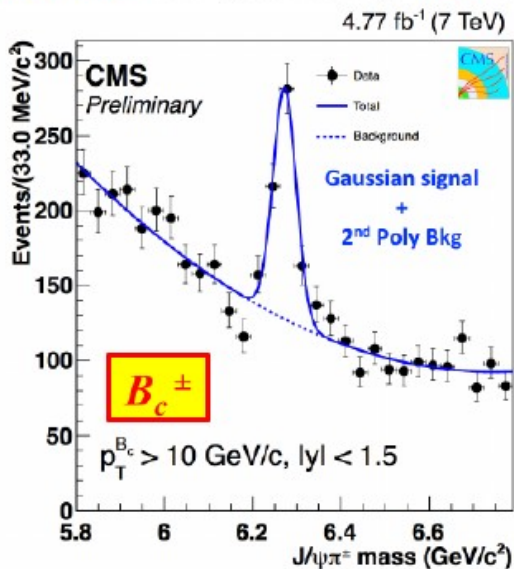 4.77 fb⁻¹ (7 TeV)
Events/(33.0 MeV/c²)
300
250
200
150
100
50
0
CMS
Preliminary
Data
Total
Background
CMS
Gaussian signal
+
2ⁿᵈ Poly Bkg
B_c^±
p_T^{B_c} > 10 GeV/c, |y| < 1.5
5.8 6 6.2 6.4 6.6
J/ψπ± mass (GeV/c²)